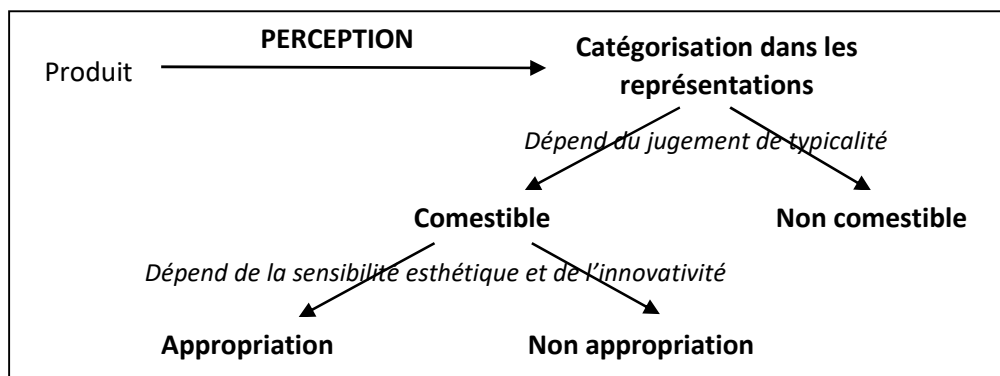 PERCEPTION
Produit
Catégorisation dans les
représentations
Dépend du jugement de typicalité
Comestible
Non comestible
Dépend de la sensibilité esthétique et de l’innovativité
Appropriation
Non appropriation